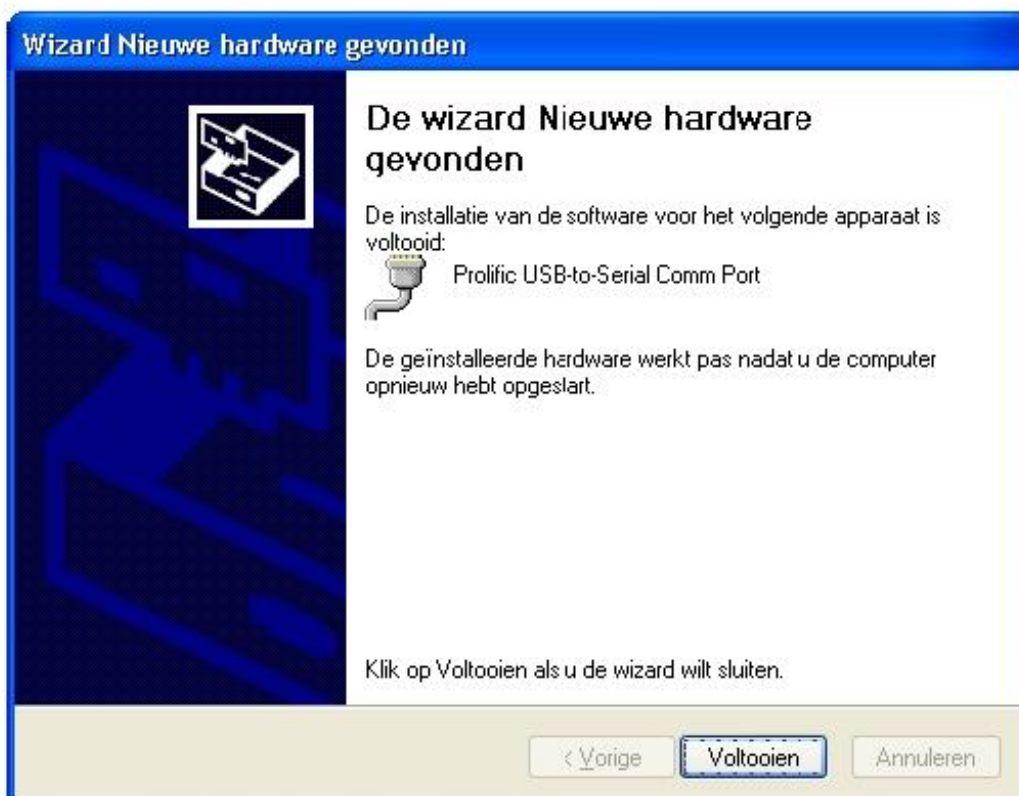 Wizard Nieuwe hardware gevonden
De wizard Nieuwe hardware
gevonden
De installatie van de software voor het volgende apparaat is
voltooid:
Prolific USB-to-Serial Comm Port
De geïnstalleerde hardware werkt pas nadat u de computer
opnieuw hebt opgestart.
Klik op Voltooien als u de wizard wilt sluiten.
< Vorige
Voltooien
Annuleren